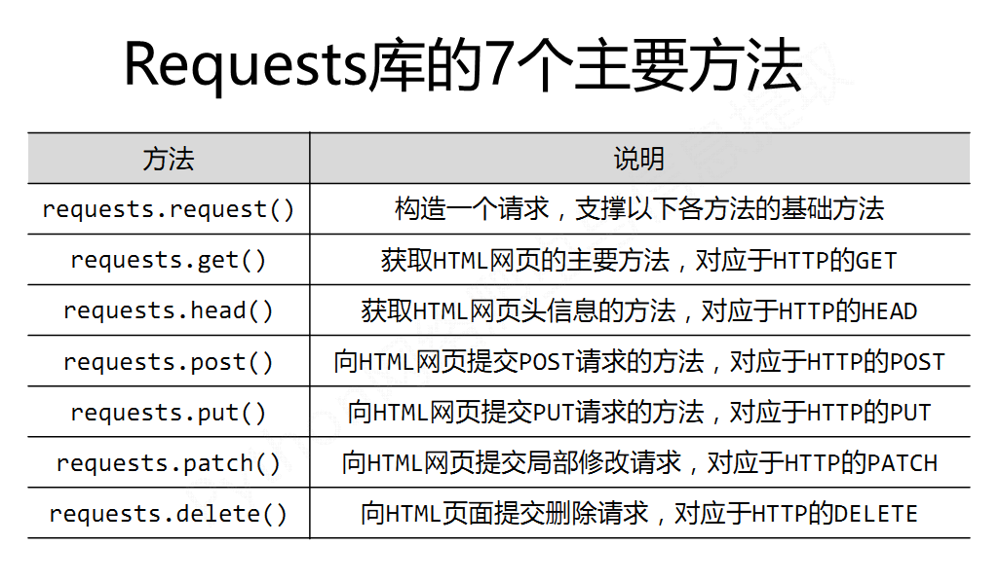 Requests库的7个主要方法
方法 说明
requests.request() 构造一个请求，支撑以下各方法的基础方法
requests.get() 获取HTML网页的主要方法，对应于HTTP的GET
requests.head() 获取HTML网页头信息的方法，对应于HTTP的HEAD
requests.post() 向HTML网页提交POST请求的方法，对应于HTTP的POST
requests.put() 向HTML网页提交PUT请求的方法，对应于HTTP的PUT
requests.patch() 向HTML网页提交局部修改请求，对应于HTTP的PATCH
requests.delete() 向HTML页面提交删除请求，对应于HTTP的DELETE